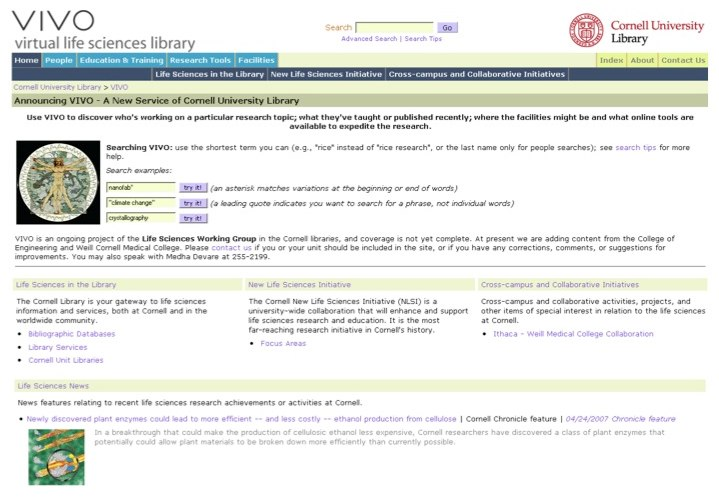 VIVO
virtual life sciences library
Search Go
Advanced Search | Search Tips
Cornell University
Library
Home People Education & Training Research Tools Facilities Index About Contact Us
Life Sciences in the Library New Life Sciences Initiative Cross-campus and Collaborative Initiatives
Cornell University Library > VIVO
Announcing VIVO - A New Service of Cornell University Library
Use VIVO to discover who's working on a particular research topic; what they've taught or published recently; where the facilities might be and what online tools are
available to expedite the research.
Searching VIVO: use the shortest term you can (e.g., "rice" instead of "rice research", or the last name only for people searches); see search tips for more
help.
Search examples:
nanofab* try it! (an asterisk matches variations at the beginning or end of words)
"climate change" try it! (a leading quote indicates you want to search for a phrase, not individual words)
crystallography try it!
VIVO is an ongoing project of the Life Sciences Working Group in the Cornell libraries, and coverage is not yet complete. At present we are adding content from the College of
Engineering and Weill Cornell Medical College. Please contact us if you or your unit should be included in the site, or if you have any corrections, comments, or suggestions for
improvements. You may also speak with Medha Devare at 255-2199.
Life Sciences in the Library
The Cornell Library is your gateway to life sciences
information and services, both at Cornell and in the
worldwide community.
Bibliographic Databases
Library Services
Cornell Unit Libraries
New Life Sciences Initiative
The Cornell New Life Sciences Initiative (NLSI) is a
university-wide collaboration that will enhance and support
life sciences research and education. It is the most
far-reaching research initiative in Cornell's history.
Focus Areas
Cross-campus and Collaborative Initiatives
Cross-campus and collaborative activities, projects, and
other items of special interest in relation to the life sciences
at Cornell.
Ithaca - Weill Medical College Collaboration
Life Sciences News
News features relating to recent life sciences research achievements or activities at Cornell.
Newly discovered plant enzymes could lead to more efficient -- and less costly -- ethanol production from cellulose | Cornell Chronicle feature | 04/24/2007 Chronicle feature
In a breakthrough that could make the production of cellulosic ethanol less expensive, Cornell researchers have discovered a class of plant enzymes that
potentially could allow plant materials to be broken down more efficiently than currently possible.